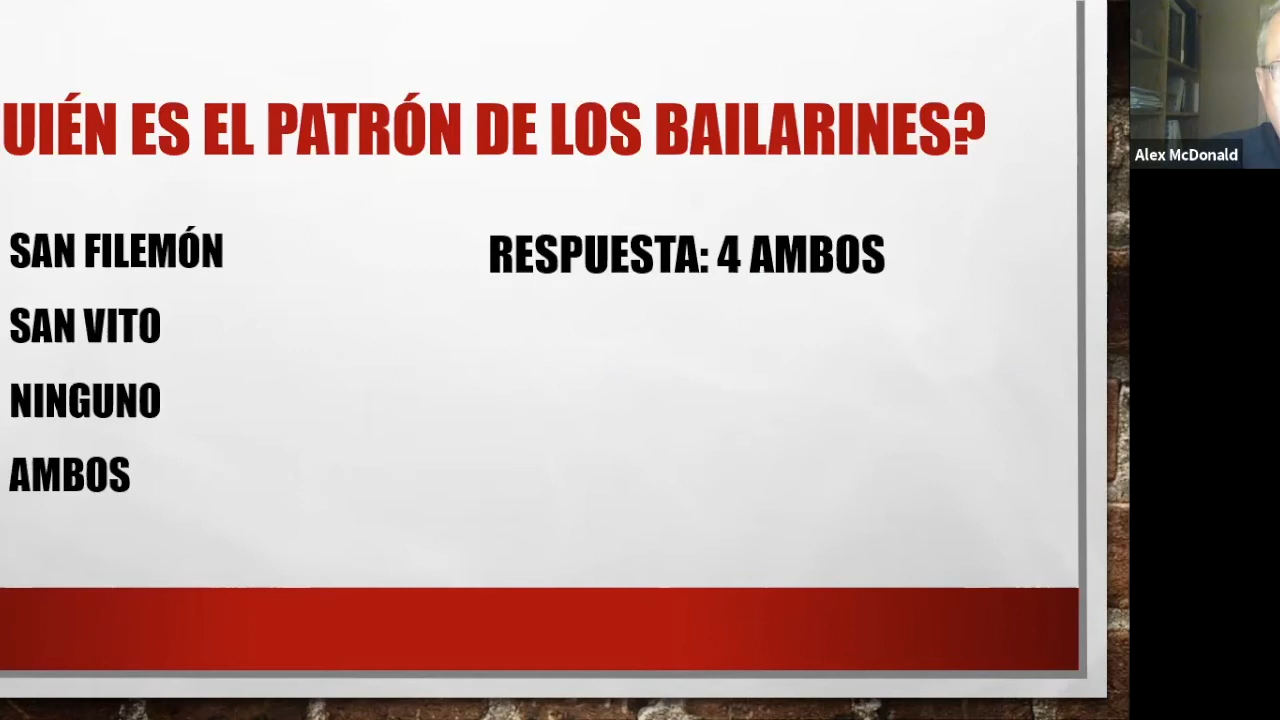 UIÉN ES EL PATRÓN DE LOS BAILARINES?
SAN FILEMÓN
SAN VITO
NINGUNO
AMBOS
RESPUESTA: 4 AMBOS
Alex McDonald